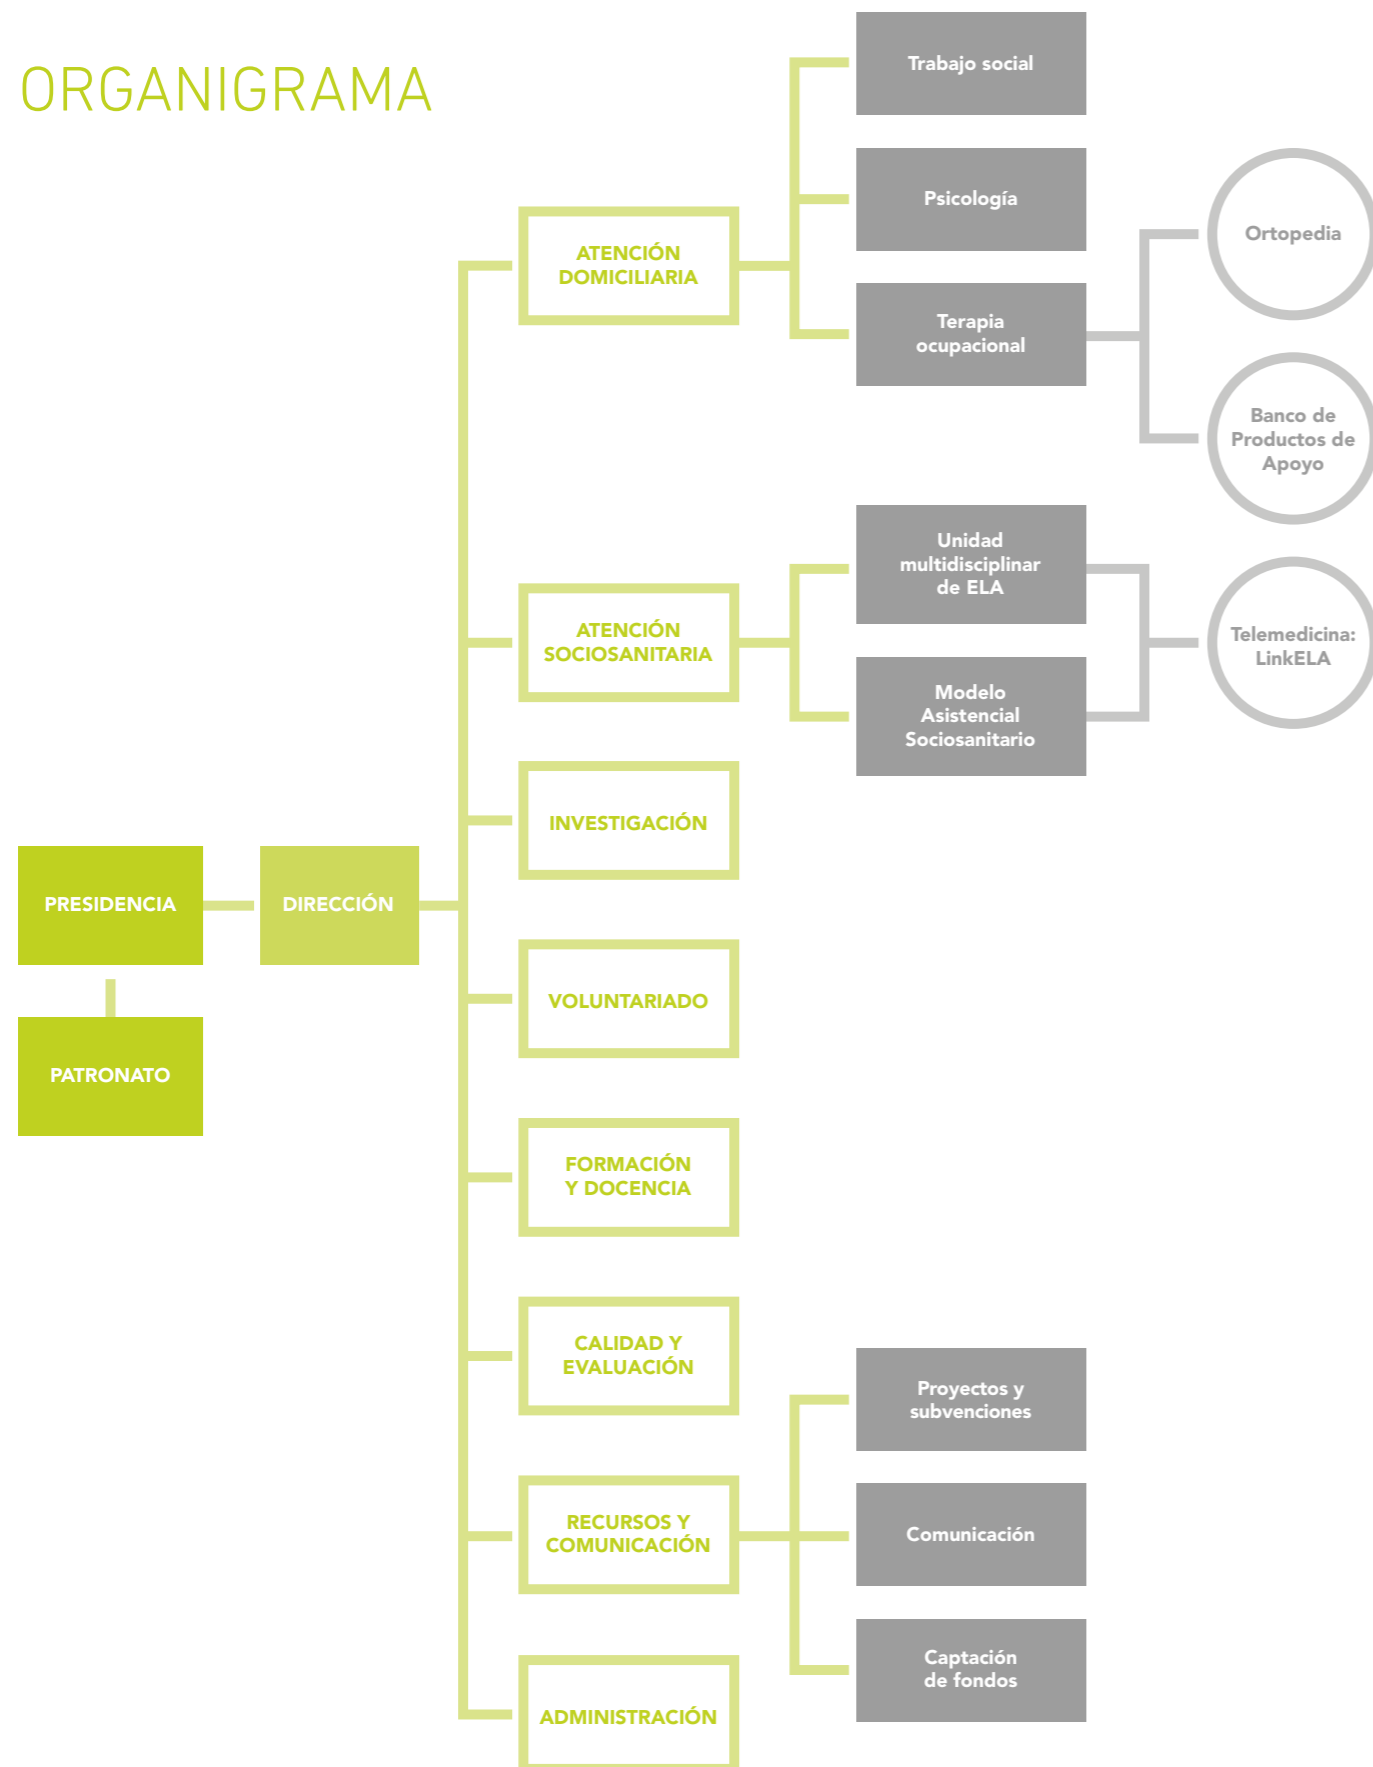 ORGANIGRAMA
Trabajo social
Psicología
Ortopedia
ATENCIÓN
DOMICILIARIA
Terapia
ocupacional
Banco de
Productos de
Apoyo
Unidad
multidisciplinar
de ELA
ATENCIÓN
SOCIOSANITARIA
Telemedicina:
LinkELA
Modelo
Asistencial
Sociosanitario
INVESTIGACIÓN
PRESIDENCIA
DIRECCIÓN
VOLUNTARIADO
PATRONATO
FORMACIÓN
Y DOCENCIA
CALIDAD Y
EVALUACIÓN
Proyectos y
subvenciones
RECURSOS Y
COMUNICACIÓN
Comunicación
Captación
de fondos
ADMINISTRACIÓN